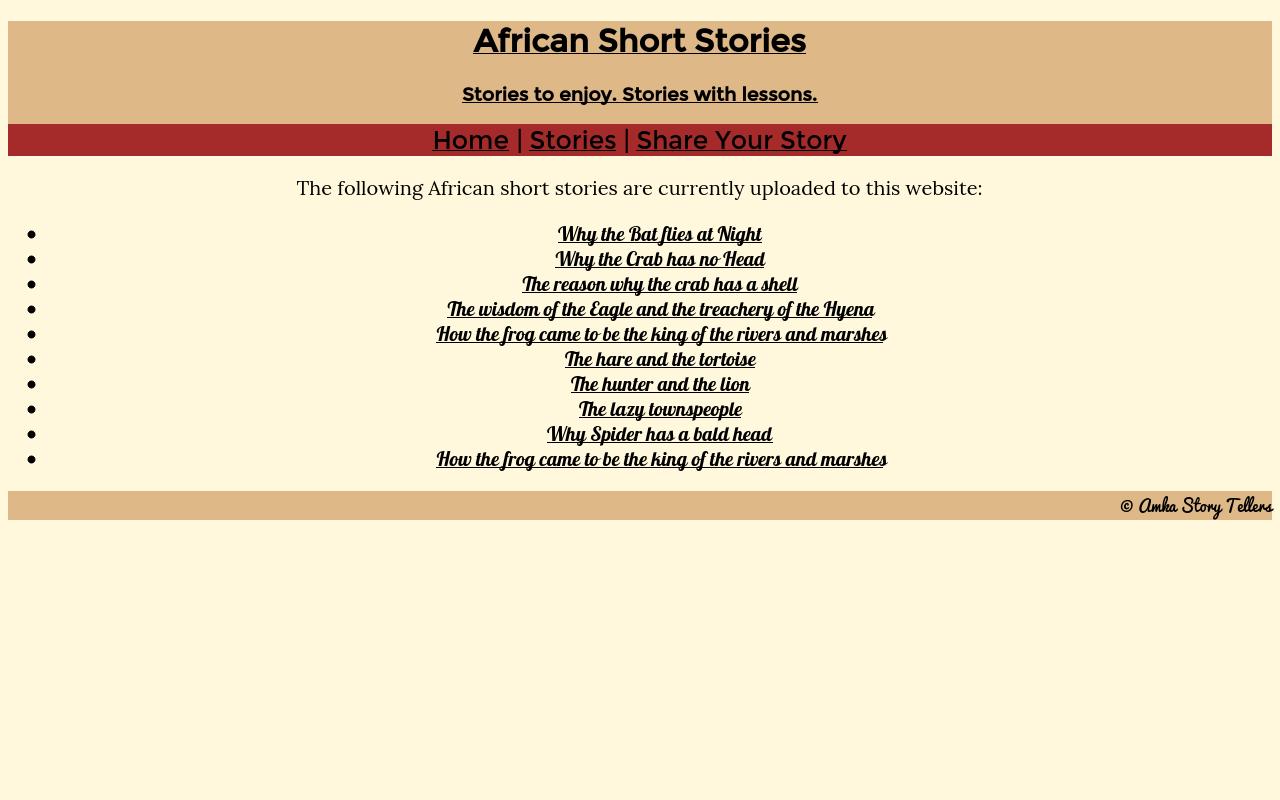 African Short Stories
Stories to enjoy. Stories with lessons.
Home | Stories | Share Your Story
The following African short stories are currently uploaded to this website:
Why the Bat flies at Night
Why the Crab has no Head
The reason why the crab has a shell
The wisdom of the Eagle and the treachery of the Hyena
How the frog came to be the king of the rivers and marshes
The hare and the tortoise
The hunter and the lion
The lazy townspeople
Why Spider has a bald head
How the frog came to be the king of the rivers and marshes
© Amka Story Tellers